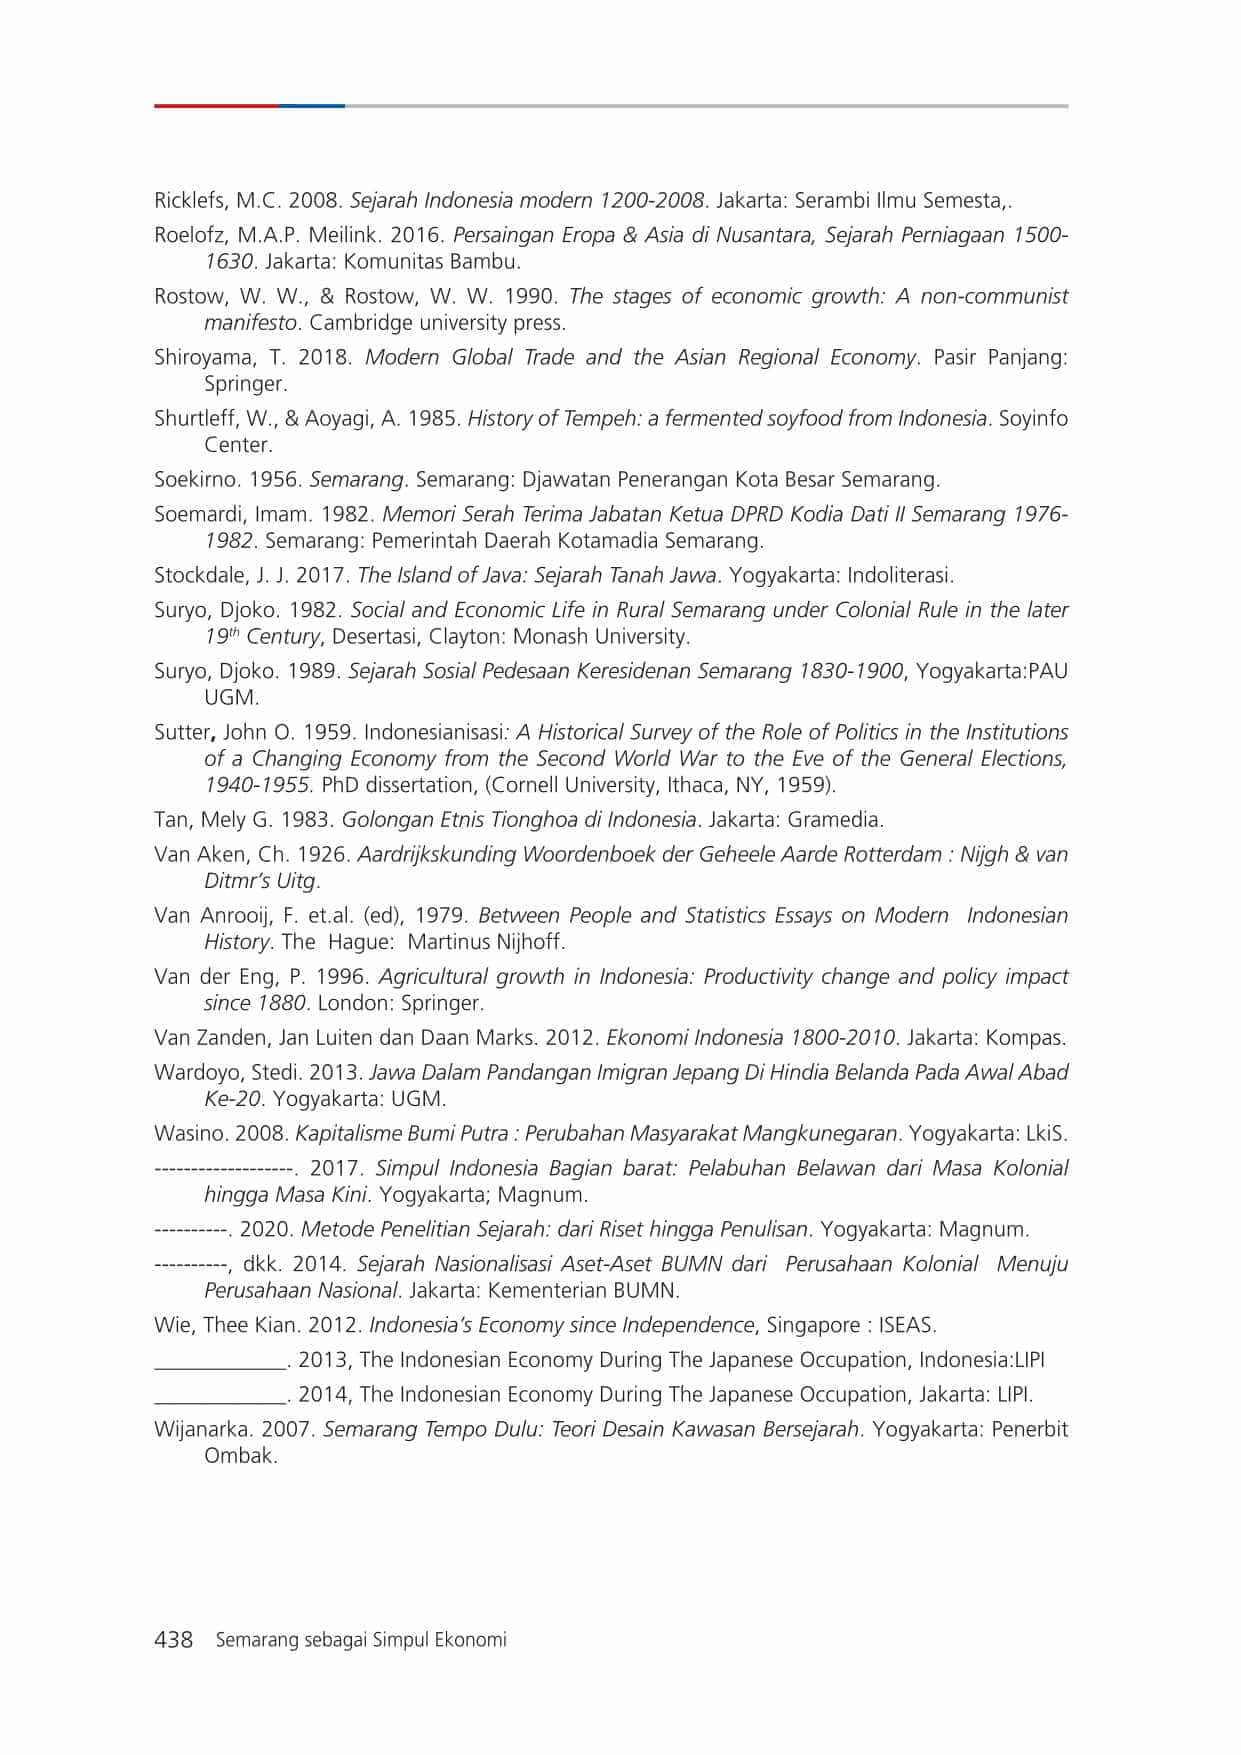 Ricklefs, M.C. 2008. Sejarah Indonesia modern 1200-2008. Jakarta: Serambi Ilmu Semesta,.
Roelofz, M.A.P. Meilink. 2016. Persaingan Eropa & Asia di Nusantara, Sejarah Perniagaan 1500-
1630. Jakarta: Komunitas Bambu.
Rostow, W. W., & Rostow, W. W. 1990. The stages of economic growth: A non-communist
manifesto. Cambridge university press.
Shiroyama, T. 2018. Modern Global Trade and the Asian Regional Economy. Pasir Panjang:
Springer.
Shurtleff, W., & Aoyagi, A. 1985. History of Tempeh: a fermented soyfood from Indonesia. Soyinfo
Center.
Soekirno. 1956. Semarang. Semarang: Djawatan Penerangan Kota Besar Semarang.
Soemardi, Imam. 1982. Memori Serah Terima Jabatan Ketua DPRD Kodia Dati II Semarang 1976-
1982. Semarang: Pemerintah Daerah Kotamadia Semarang.
Stockdale, J. J. 2017. The Island of Java: Sejarah Tanah Jawa. Yogyakarta: Indoliterasi.
Suryo, Djoko. 1982. Social and Economic Life in Rural Semarang under Colonial Rule in the later
19th Century, Desertasi, Clayton: Monash University.
Suryo, Djoko. 1989. Sejarah Sosial Pedesaan Keresidenan Semarang 1830-1900, Yogyakarta:PAU
UGM.
Sutter, John O. 1959. Indonesianisasi: A Historical Survey of the Role of Politics in the Institutions
of a Changing Economy from the Second World War to the Eve of the General Elections,
1940-1955. PhD dissertation, (Cornell University, Ithaca, NY, 1959).
Tan, Mely G. 1983. Golongan Etnis Tionghoa di Indonesia. Jakarta: Gramedia.
Van Aken, Ch. 1926. Aardrijkskunding Woordenboek der Geheele Aarde Rotterdam : Nijgh & van
Ditmr's Uitg.
Van Anrooij, F. et.al. (ed), 1979. Between People and Statistics Essays on Modern  Indonesian
History. The  Hague:  Martinus Nijhoff.
Van der Eng, P. 1996. Agricultural growth in Indonesia: Productivity change and policy impact
since 1880. London: Springer.
Van Zanden, Jan Luiten dan Daan Marks. 2012. Ekonomi Indonesia 1800-2010. Jakarta: Kompas.
Wardoyo, Stedi. 2013. Jawa Dalam Pandangan Imigran Jepang Di Hindia Belanda Pada Awal Abad
Ke-20. Yogyakarta: UGM.
Wasino. 2008. Kapitalisme Bumi Putra : Perubahan Masyarakat Mangkunegaran. Yogyakarta: LkiS.
-------------------. 2017. Simpul Indonesia Bagian barat: Pelabuhan Belawan dari Masa Kolonial
hingga Masa Kini. Yogyakarta; Magnum.
----------. 2020. Metode Penelitian Sejarah: dari Riset hingga Penulisan. Yogyakarta: Magnum.
----------, dkk. 2014. Sejarah Nasionalisasi Aset-Aset BUMN dari  Perusahaan Kolonial  Menuju
Perusahaan Nasional. Jakarta: Kementerian BUMN.
Wie, Thee Kian. 2012. Indonesia's Economy since Independence, Singapore : ISEAS.
____________. 2013, The Indonesian Economy During The Japanese Occupation, Indonesia:LIPI
____________. 2014, The Indonesian Economy During The Japanese Occupation, Jakarta: LIPI.
Wijanarka. 2007. Semarang Tempo Dulu: Teori Desain Kawasan Bersejarah. Yogyakarta: Penerbit
Ombak.
438 Semarang sebagai Simpul Ekonomi